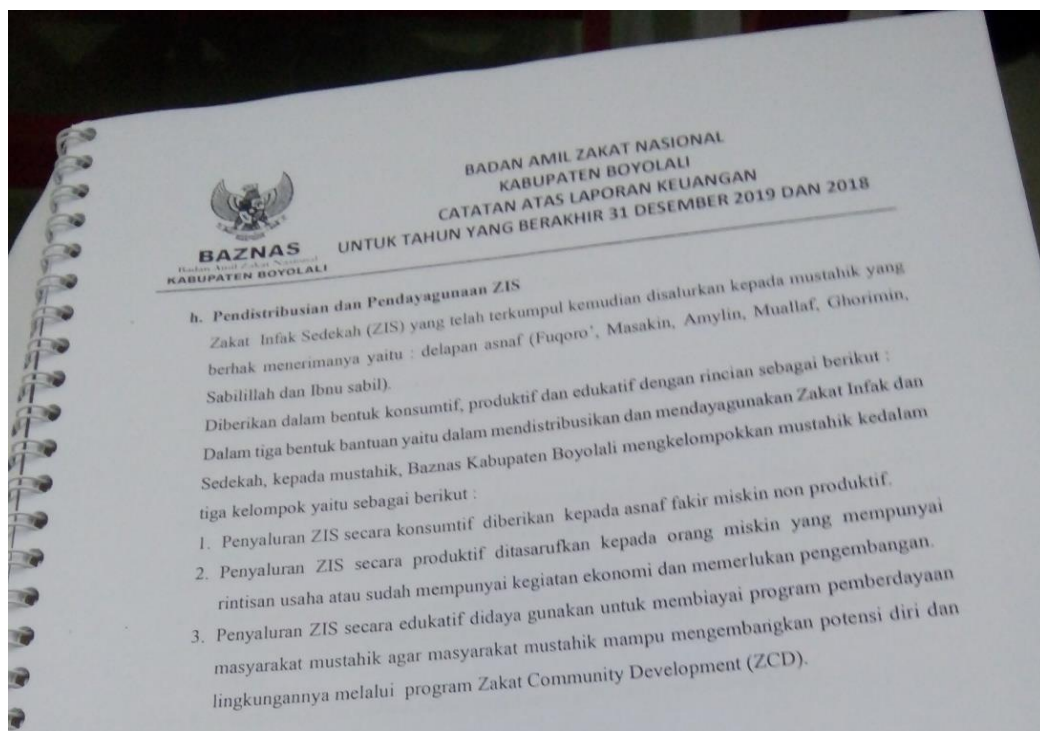 BADAN AMIL ZAKAT NASIONAL
KABUPATEN BOYOLALI
CATATAN ATAS LAPORAN KEUANGAN
UNTUK TAHUN YANG BERAKHIR 31 DESEMBER 2019 DAN 2018
BAZNAS
Badan Amil Zakat Nasional
KABUPATEN BOYOLALI
h. Pendistribusian dan Pendayagunaan ZIS
Zakat Infak Sedekah (ZIS) yang telah terkumpul kemudian disalurkan kepada mustahik yang
berhak menerimanya yaitu : delapan asnaf (Fuqoro', Masakin, Amylin, Muallaf, Ghorimin,
Sabilillah dan Ibnu sabil).
Diberikan dalam bentuk konsumtif, produktif dan edukatif dengan rincian sebagai berikut :
Dalam tiga bentuk bantuan yaitu dalam mendistribusikan dan mendayagunakan Zakat Infak dan
Sedekah, kepada mustahik, Baznas Kabupaten Boyolali mengkelompokkan mustahik kedalam
tiga kelompok yaitu sebagai berikut :
1. Penyaluran ZIS secara konsumtif diberikan kepada asnaf fakir miskin non produktif.
2. Penyaluran ZIS secara produktif ditasarufkan kepada orang miskin yang mempunyai
rintisan usaha atau sudah mempunyai kegiatan ekonomi dan memerlukan pengembangan.
3. Penyaluran ZIS secara edukatif didaya gunakan untuk membiayai program pemberdayaan
masyarakat mustahik agar masyarakat mustahik mampu mengembangkan potensi diri dan
lingkungannya melalui program Zakat Community Development (ZCD).